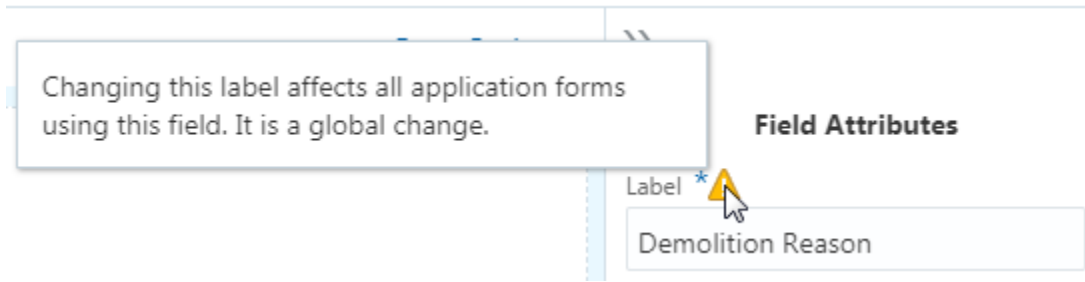 Changing this label affects all application forms
using this field. It is a global change.
Field Attributes
Label *
Demolition Reason